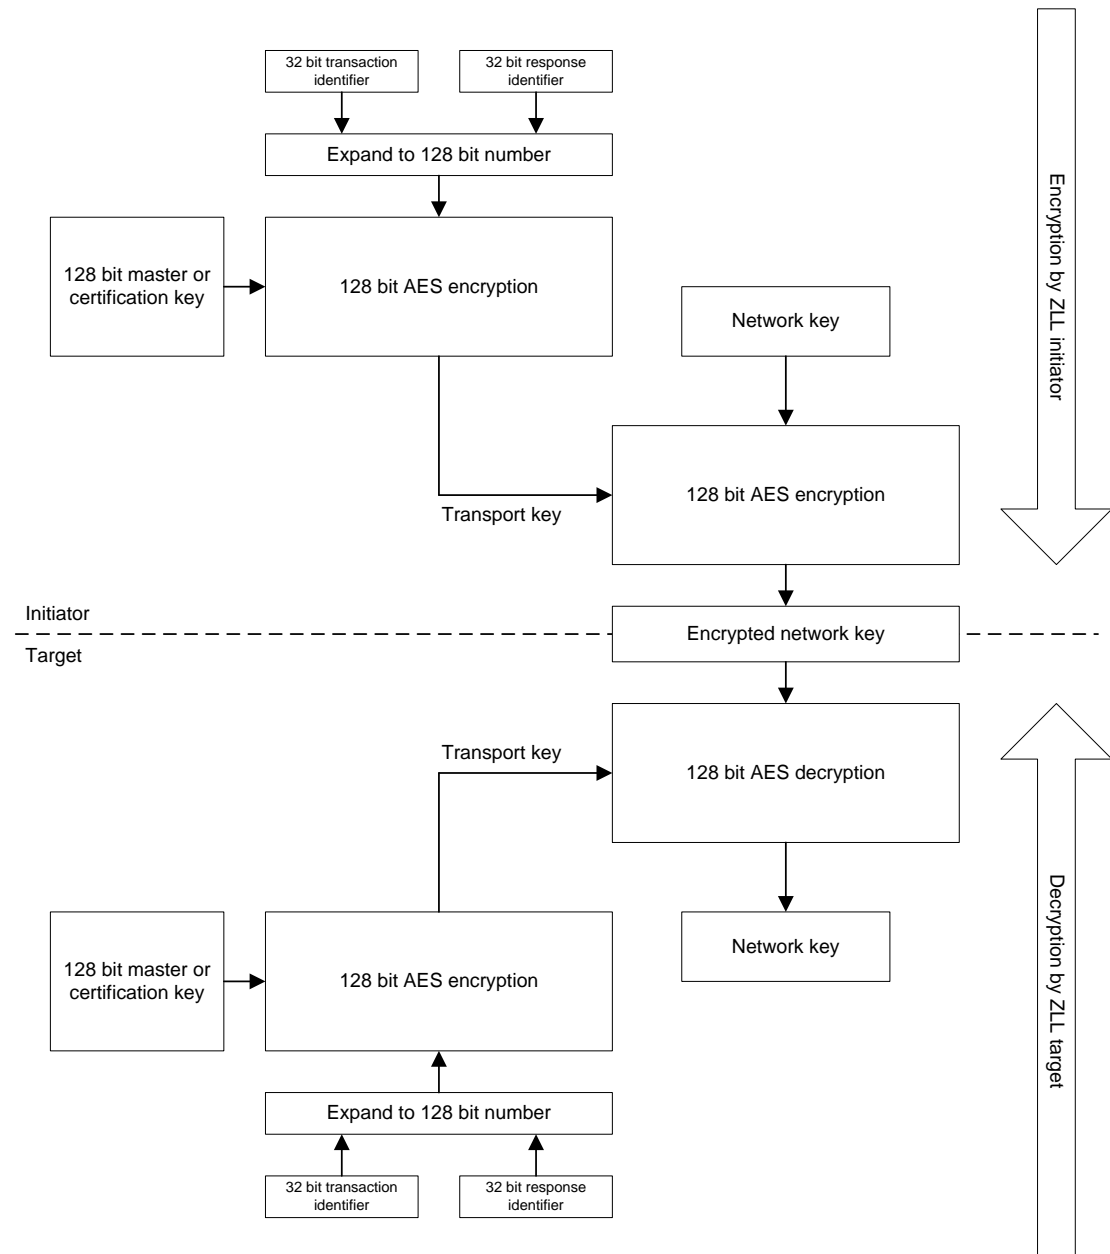 32 bit transaction
identifier
32 bit response
identifier
Expand to 128 bit number
128 bit master or
certification key
128 bit AES encryption
Network key
Encryption by ZLL initiator
128 bit AES encryption
Transport key
Initiator
Encrypted network key
Target
Transport key
128 bit AES decryption
128 bit master or
certification key
128 bit AES encryption
Network key
Decryption by ZLL target
Expand to 128 bit number
32 bit transaction
identifier
32 bit response
identifier